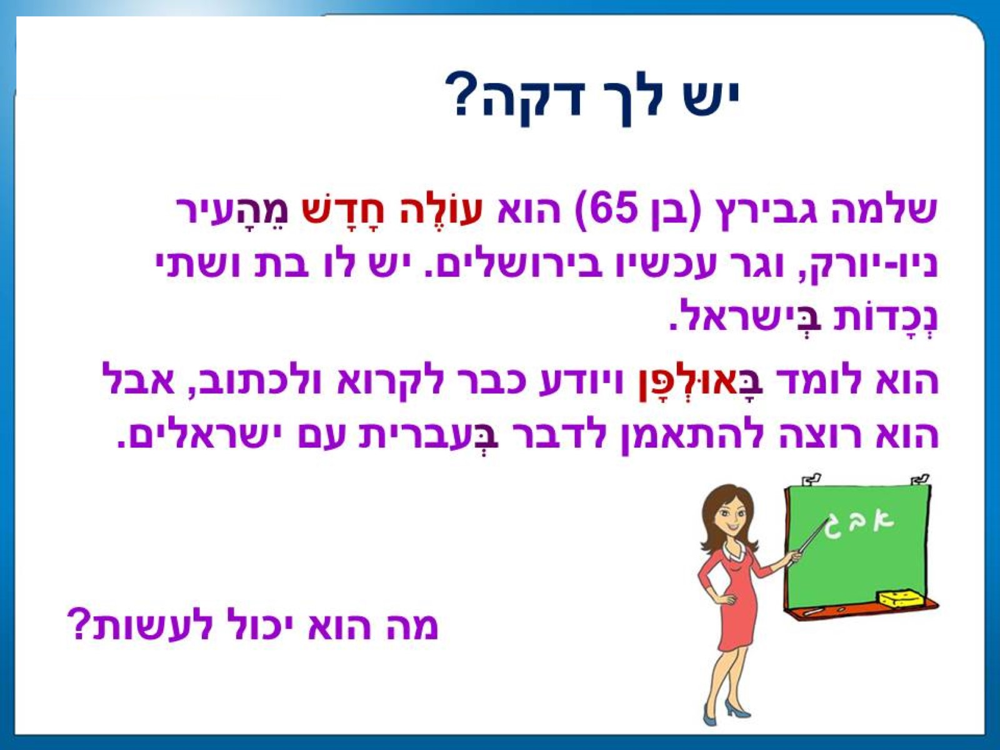 יש לך דקה?
שלמה גבירץ (בן 65) הוא עוֹלֶה חָדָשׁ מֵהָעיר
ניו-יורק, וגר עכשיו בירושלים. יש לו בת ושתי
נְכָדוֹת בְּישראל.
הוא לומד בָּאוּלְפָּן ויודע כבר לקרוא ולכתוב, אבל
הוא רוצה להתאמן לדבר בְּעברית עם ישראלים.
א ב ג
מה הוא יכול לעשות?